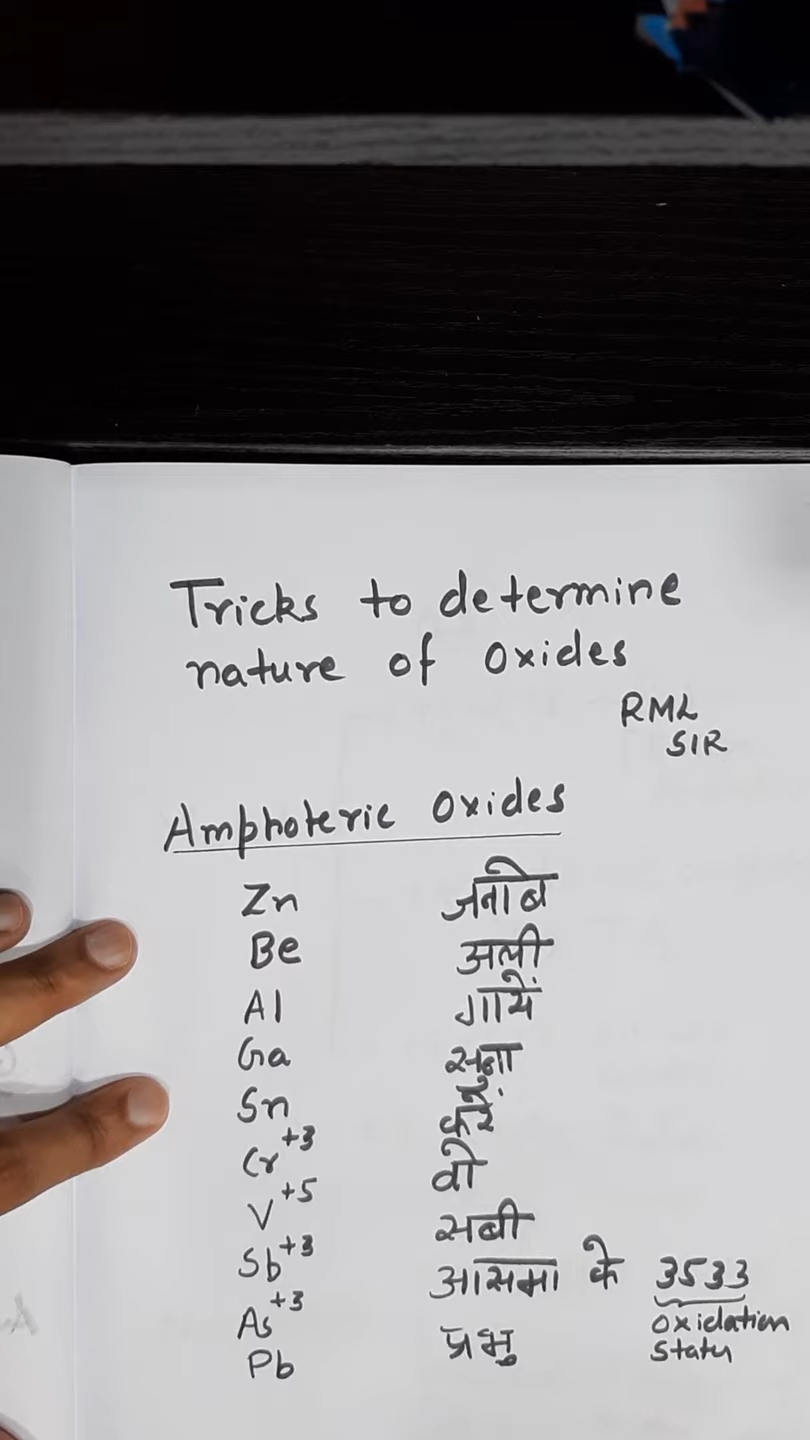 Tricks to determine
nature of oxides
RML
SIR
Amphoteric Oxides
Zn जनाबे
Be अली
Al गायें
Ga सुना
Sn करें
Cr+3 वो
V+5 सबी
Sb+3 आसमा के 3533
As+3 प्रभु oxidation
Pb state